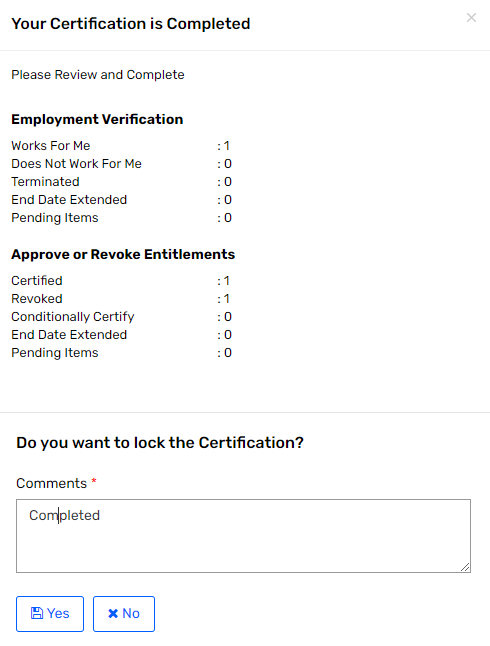 Your Certification is Completed
Please Review and Complete
Employment Verification
Works For Me : 1
Does Not Work For Me : 0
Terminated : 0
End Date Extended : 0
Pending Items : 0
Approve or Revoke Entitlements
Certified : 1
Revoked : 1
Conditionally Certify : 0
End Date Extended : 0
Pending Items : 0
Do you want to lock the Certification?
Comments *
Completed
Yes No